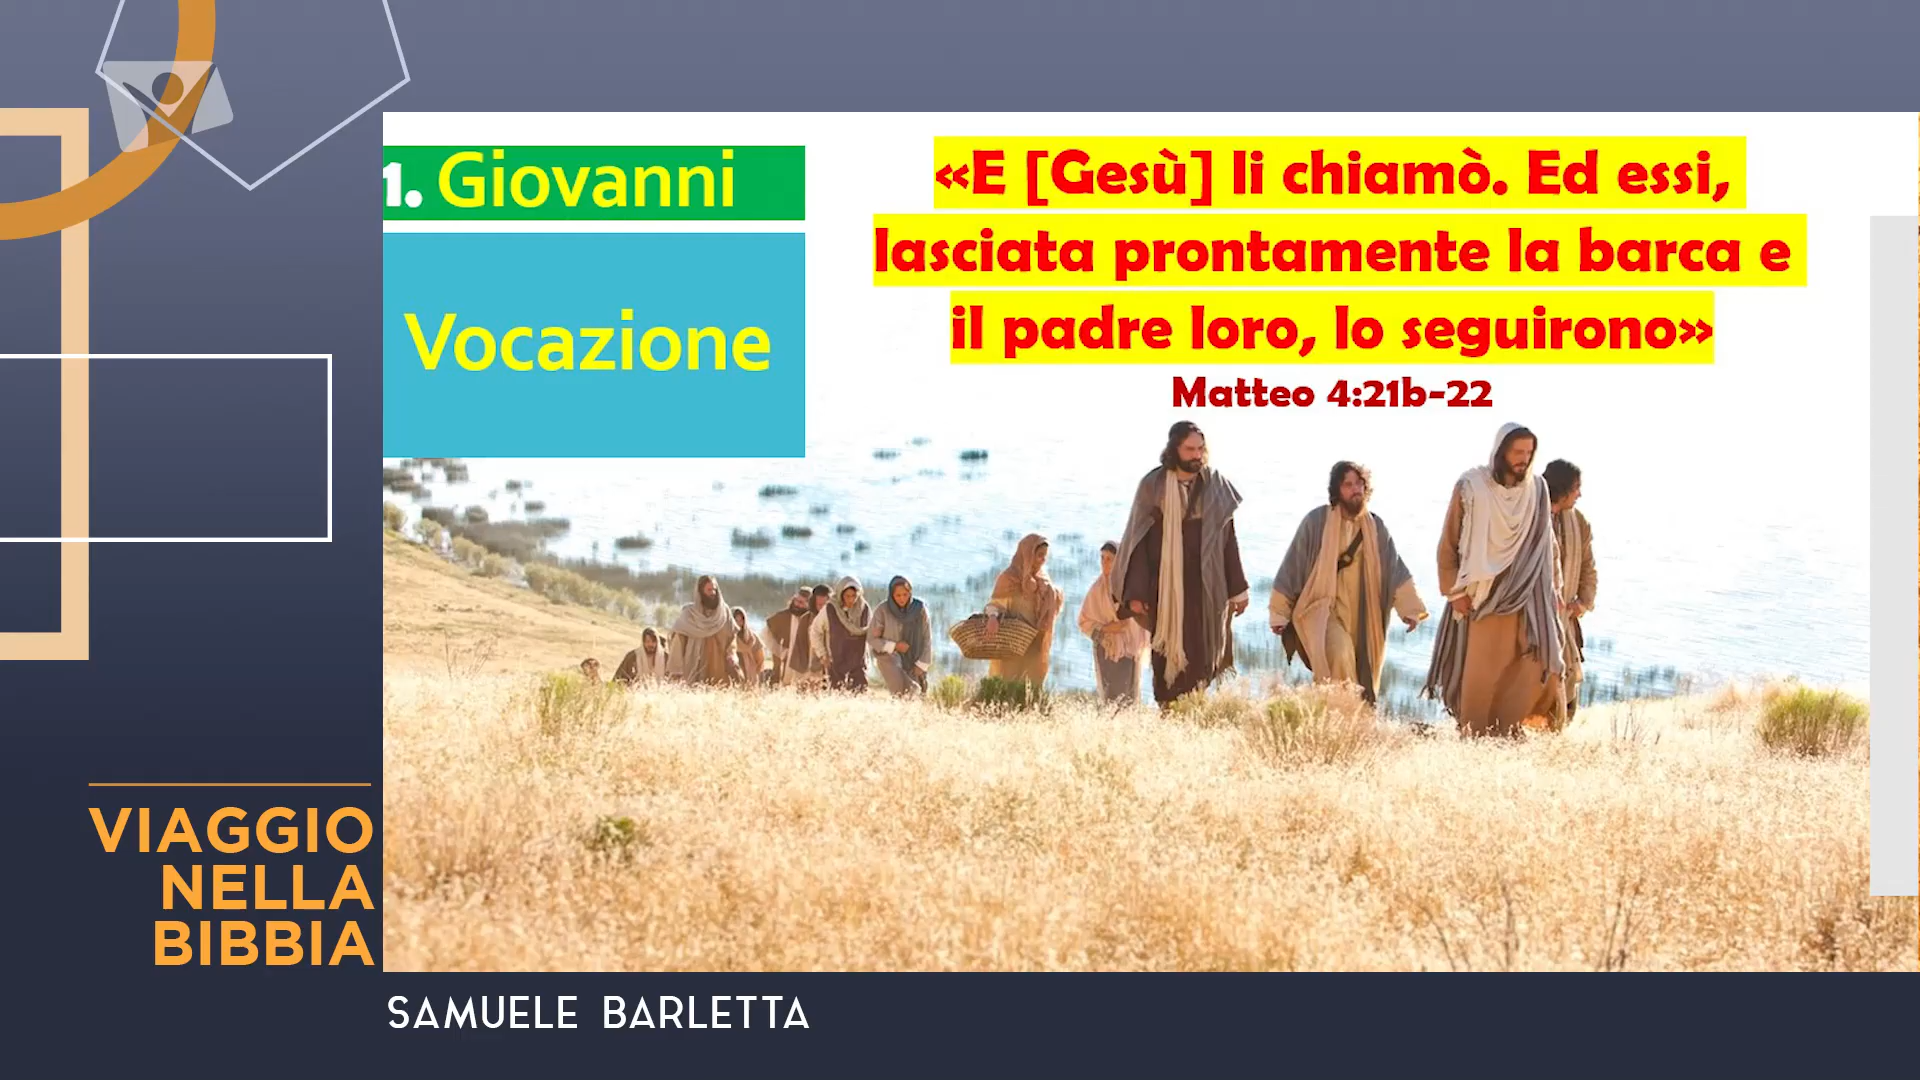 1. Giovanni
Vocazione
«E [Gesù] li chiamò. Ed essi,
lasciata prontamente la barca e
il padre loro, lo seguirono»
Matteo 4:21b-22
VIAGGIO
NELLA
BIBBIA
SAMUELE BARLETTA